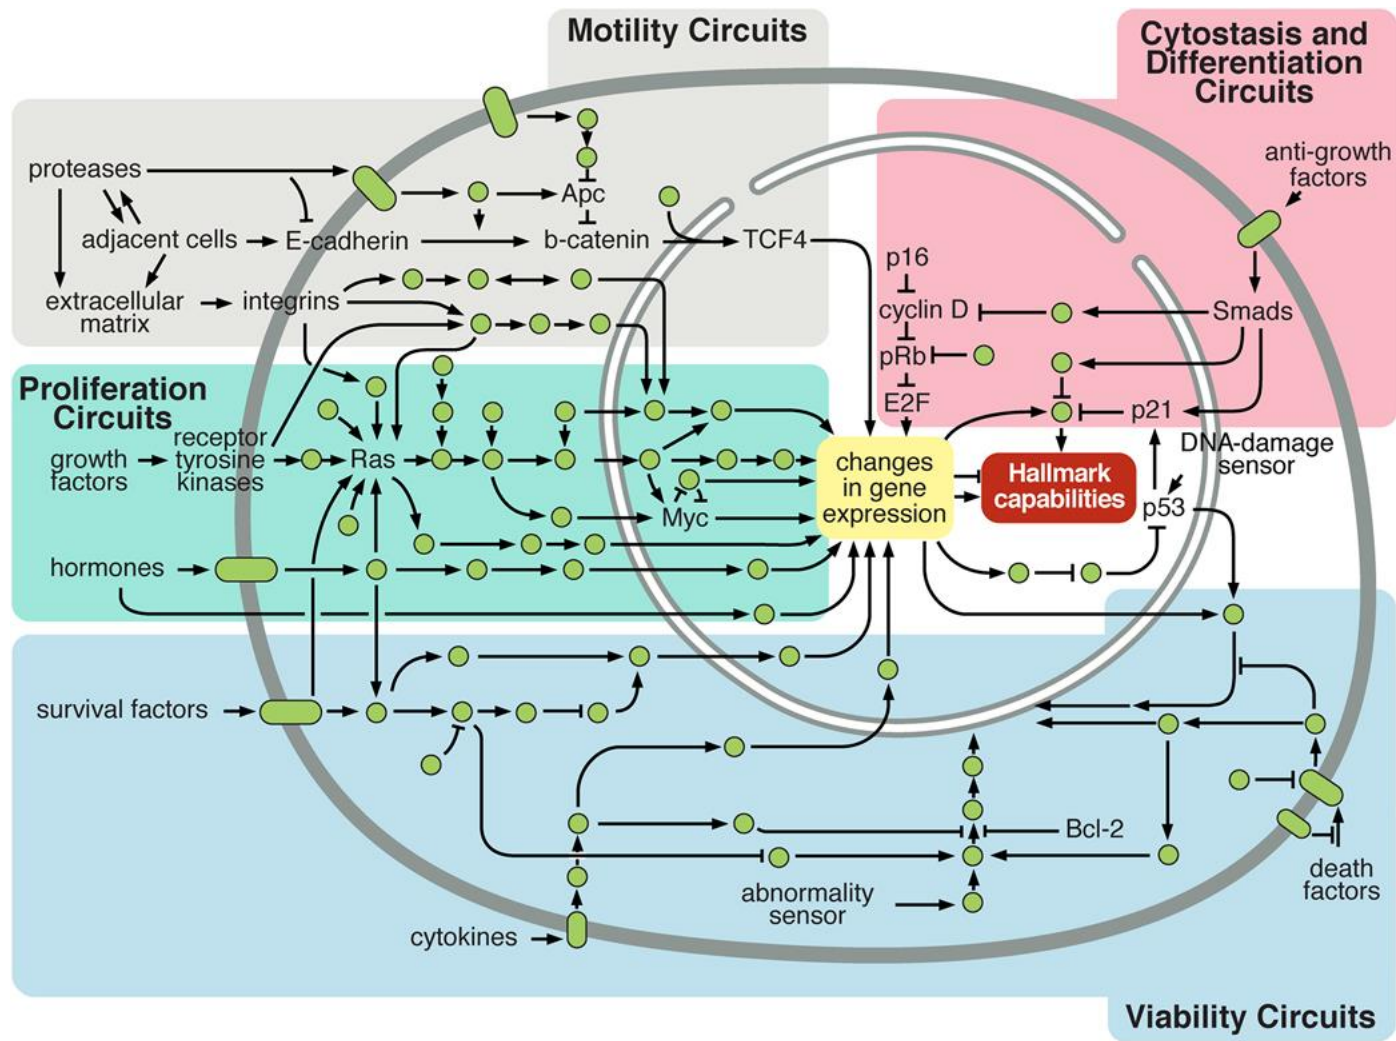 Motility Circuits
Cytostasis and
Differentiation
Circuits
proteases
adjacent cells
E-cadherin
extracellular
matrix
integrins
Apc
b-catenin
TCF4
anti-growth
factors
p16
cyclin D
pRb
E2F
Smads
p21
DNA-damage
sensor
p53
Proliferation
Circuits
growth
factors
receptor
tyrosine
kinases
Ras
Myc
hormones
changes
in gene
expression
Hallmark
capabilities
survival factors
cytokines
abnormality
sensor
Bcl-2
death
factors
Viability Circuits